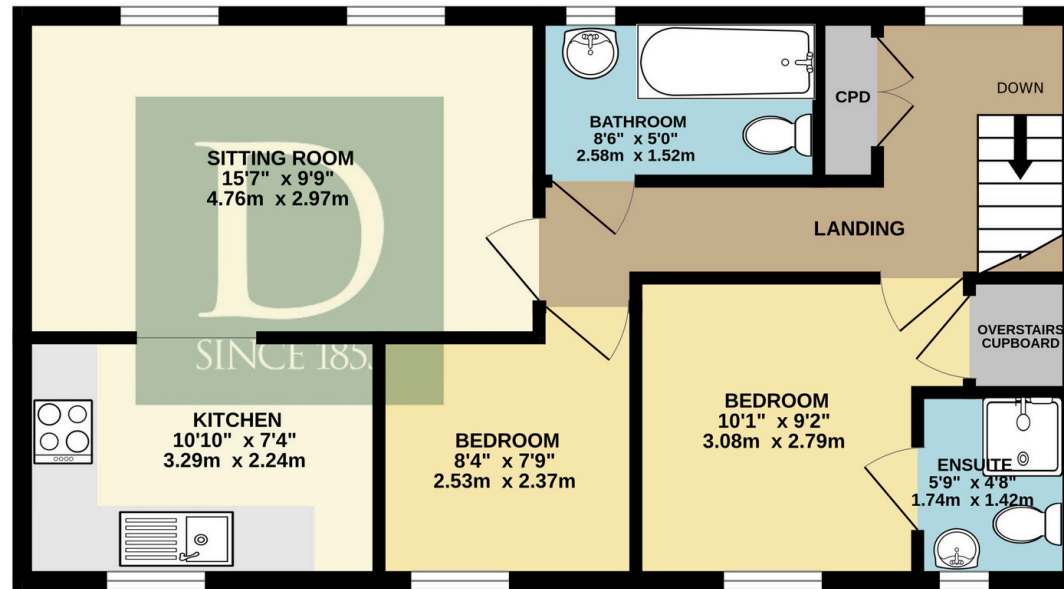 SITTING ROOM
15'7" x 9'9"
4.76m x 2.97m
BATHROOM
8'6" x 5'0"
2.58m x 1.52m
CPD
DOWN
LANDING
D
SINCE 185
KITCHEN
10'10" x 7'4"
3.29m x 2.24m
BEDROOM
8'4" x 7'9"
2.53m x 2.37m
BEDROOM
10'1" x 9'2"
3.08m x 2.79m
OVERSTAIRS
CUPBOARD
ENSUITE
5'9" x 4'8"
1.74m x 1.42m